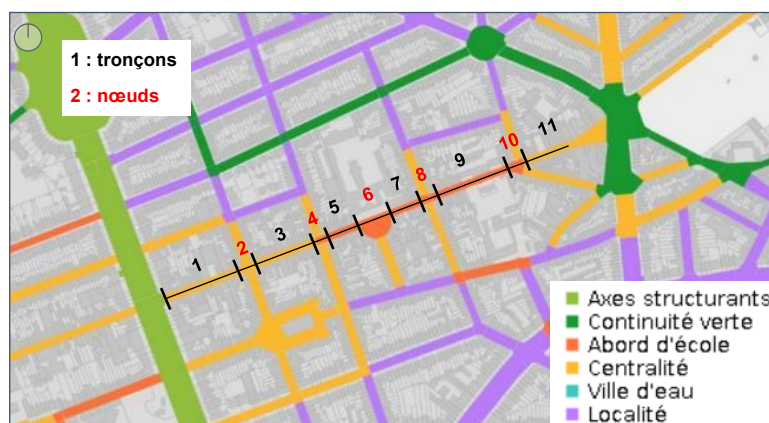 1 : tronçons
2 : nœuds
1
2
3
4
5
6
7
8
9
10
11
Axes structurants
Continuité verte
Abord d'école
Centralité
Ville d'eau
Localité